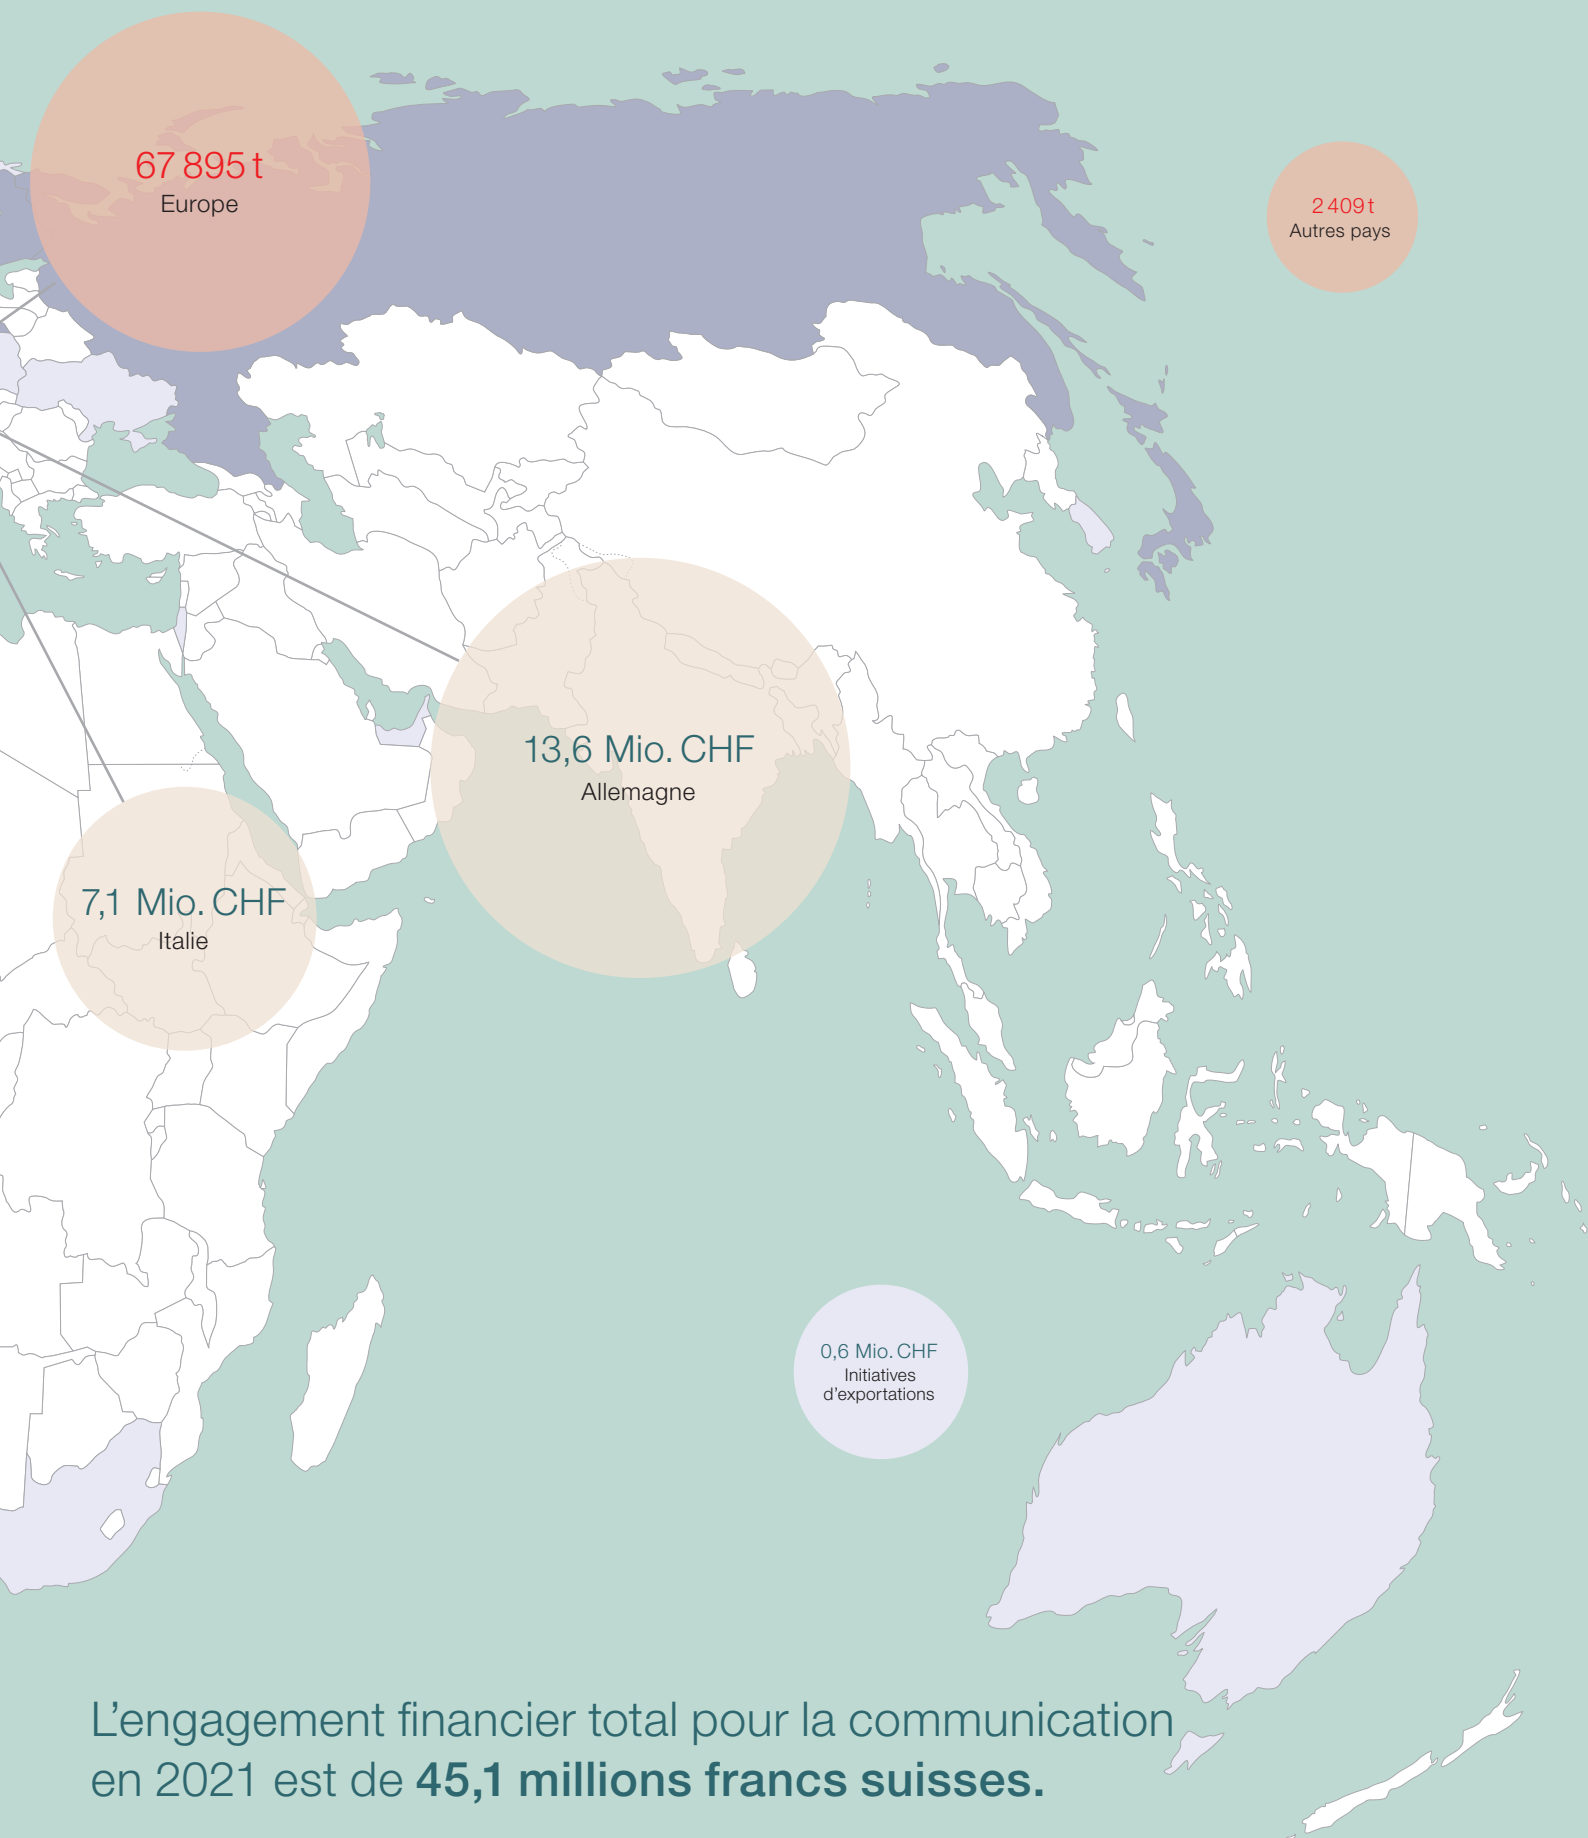 67 895 t
Europe
2 409 t
Autres pays
13,6 Mio. CHF
Allemagne
7,1 Mio. CHF
Italie
0,6 Mio. CHF
Initiatives
d’exportations
L’engagement financier total pour la communication
en 2021 est de 45,1 millions francs suisses.